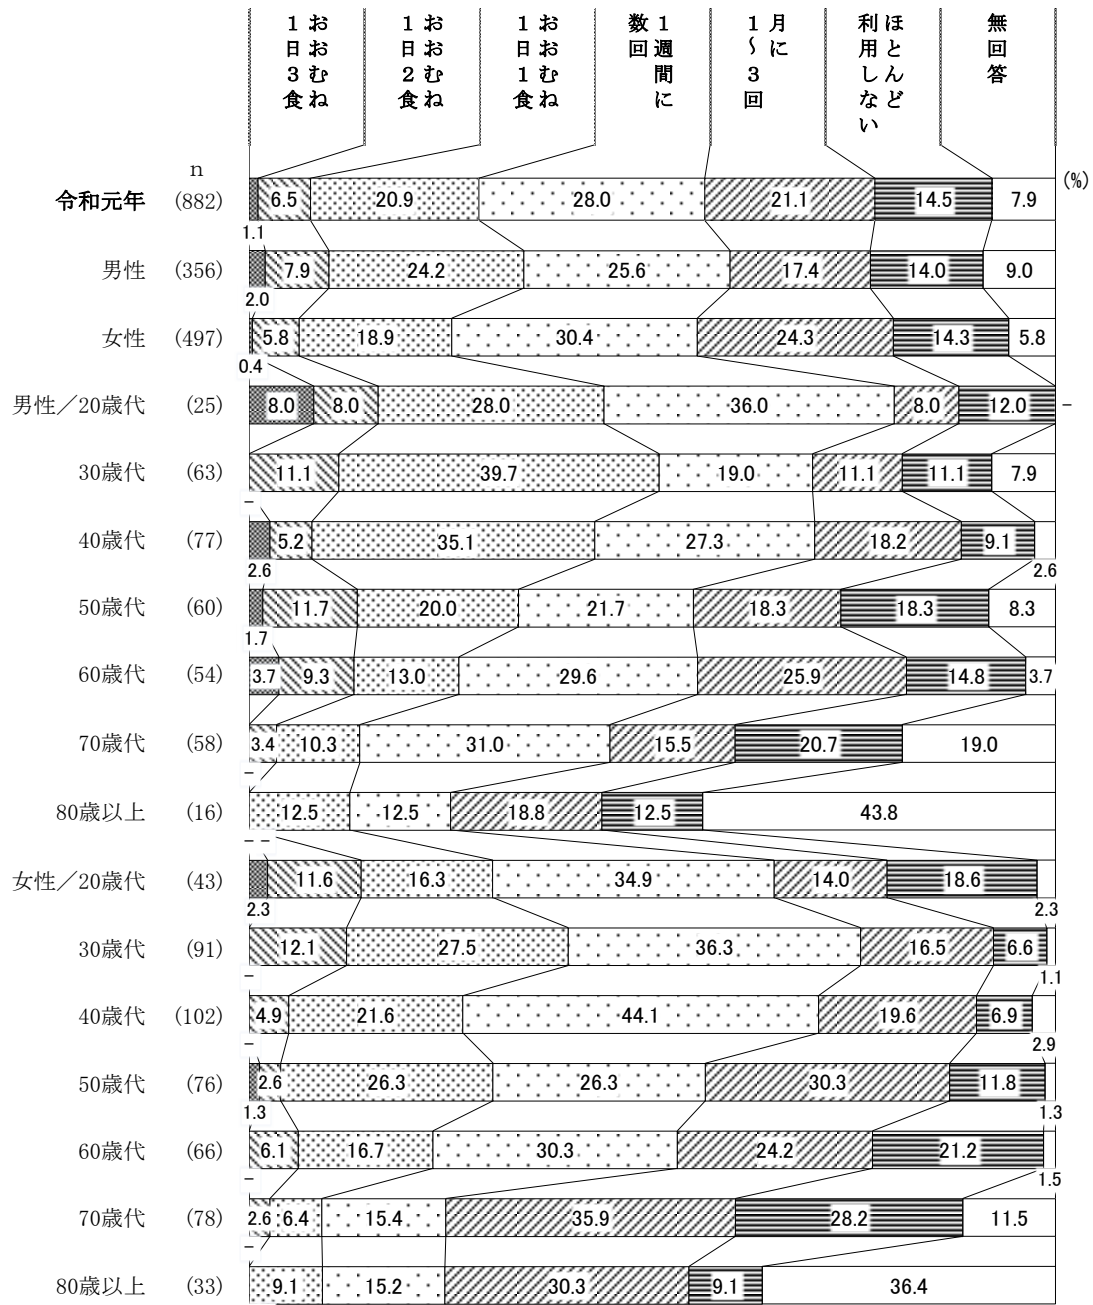 おおむね
1日3食
おおむね
1日2食
おおむね
1日1食
1週間に
数回
月に
1～3回
ほとんど
利用しない
無回答
n
(%)
令和元年 (882) 6.5 20.9 28.0 21.1 14.5 7.9
1.1
男性 (356) 7.9 24.2 25.6 17.4 14.0 9.0
2.0
女性 (497) 5.8 18.9 30.4 24.3 14.3 5.8
0.4
男性／20歳代 (25) 8.0 8.0 28.0 36.0 8.0 12.0 -
30歳代 (63) 11.1 39.7 19.0 11.1 11.1 7.9
-
40歳代 (77) 5.2 35.1 27.3 18.2 9.1
2.6 2.6
50歳代 (60) 11.7 20.0 21.7 18.3 18.3 8.3
1.7
60歳代 (54) 3.7 9.3 13.0 29.6 25.9 14.8 3.7
70歳代 (58) 3.4 10.3 31.0 15.5 20.7 19.0
-
80歳以上 (16) 12.5 12.5 18.8 12.5 43.8
- -
女性／20歳代 (43) 11.6 16.3 34.9 14.0 18.6
2.3 2.3
30歳代 (91) 12.1 27.5 36.3 16.5 6.6
- 1.1
40歳代 (102) 4.9 21.6 44.1 19.6 6.9
- 2.9
50歳代 (76) 2.6 26.3 26.3 30.3 11.8
1.3 1.3
60歳代 (66) 6.1 16.7 30.3 24.2 21.2
- 1.5
70歳代 (78) 2.6 6.4 15.4 35.9 28.2 11.5
-
80歳以上 (33) 9.1 15.2 30.3 9.1 36.4